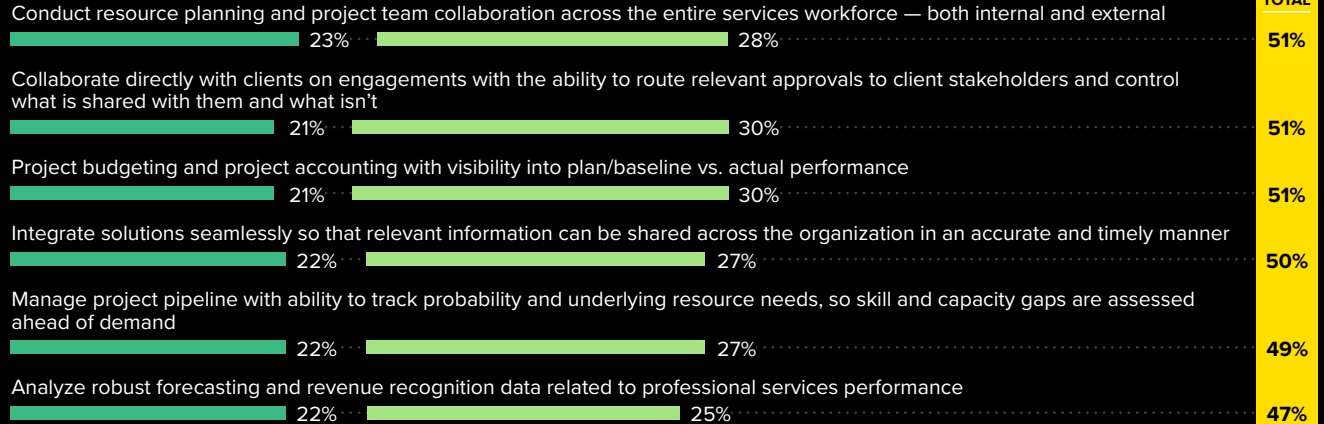 TOTAL
Conduct resource planning and project team collaboration across the entire services workforce — both internal and external
23% 28% 51%
Collaborate directly with clients on engagements with the ability to route relevant approvals to client stakeholders and control
what is shared with them and what isn’t
21% 30% 51%
Project budgeting and project accounting with visibility into plan/baseline vs. actual performance
21% 30% 51%
Integrate solutions seamlessly so that relevant information can be shared across the organization in an accurate and timely manner
22% 27% 50%
Manage project pipeline with ability to track probability and underlying resource needs, so skill and capacity gaps are assessed
ahead of demand
22% 27% 49%
Analyze robust forecasting and revenue recognition data related to professional services performance
22% 25% 47%